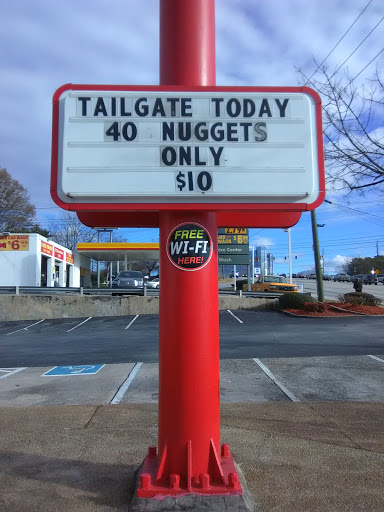 TAILGATE TODAY
40 NUGGETS
ONLY
$10
FREE
WI-FI
HERE!